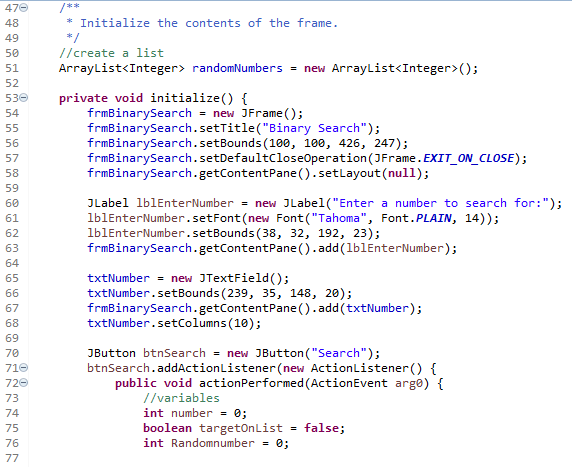 47 /**
48 * Initialize the contents of the frame.
49 */
50 //create a list
51 ArrayList<Integer> randomNumbers = new ArrayList<Integer>();
52
53 private void initialize() {
54 frmBinarySearch = new JFrame();
55 frmBinarySearch.setTitle("Binary Search");
56 frmBinarySearch.setBounds(100, 100, 426, 247);
57 frmBinarySearch.setDefaultCloseOperation(JFrame.EXIT_ON_CLOSE);
58 frmBinarySearch.getContentPane().setLayout(null);
59
60 JLabel lblEnterNumber = new JLabel("Enter a number to search for:");
61 lblEnterNumber.setFont(new Font("Tahoma", Font.PLAIN, 14));
62 lblEnterNumber.setBounds(38, 32, 192, 23);
63 frmBinarySearch.getContentPane().add(lblEnterNumber);
64
65 txtNumber = new JTextField();
66 txtNumber.setBounds(239, 35, 148, 20);
67 frmBinarySearch.getContentPane().add(txtNumber);
68 txtNumber.setColumns(10);
69
70 JButton btnSearch = new JButton("Search");
71 btnSearch.addActionListener(new ActionListener() {
72 public void actionPerformed(ActionEvent arg0) {
73 //variables
74 int number = 0;
75 boolean targetOnList = false;
76 int Randomnumber = 0;
77